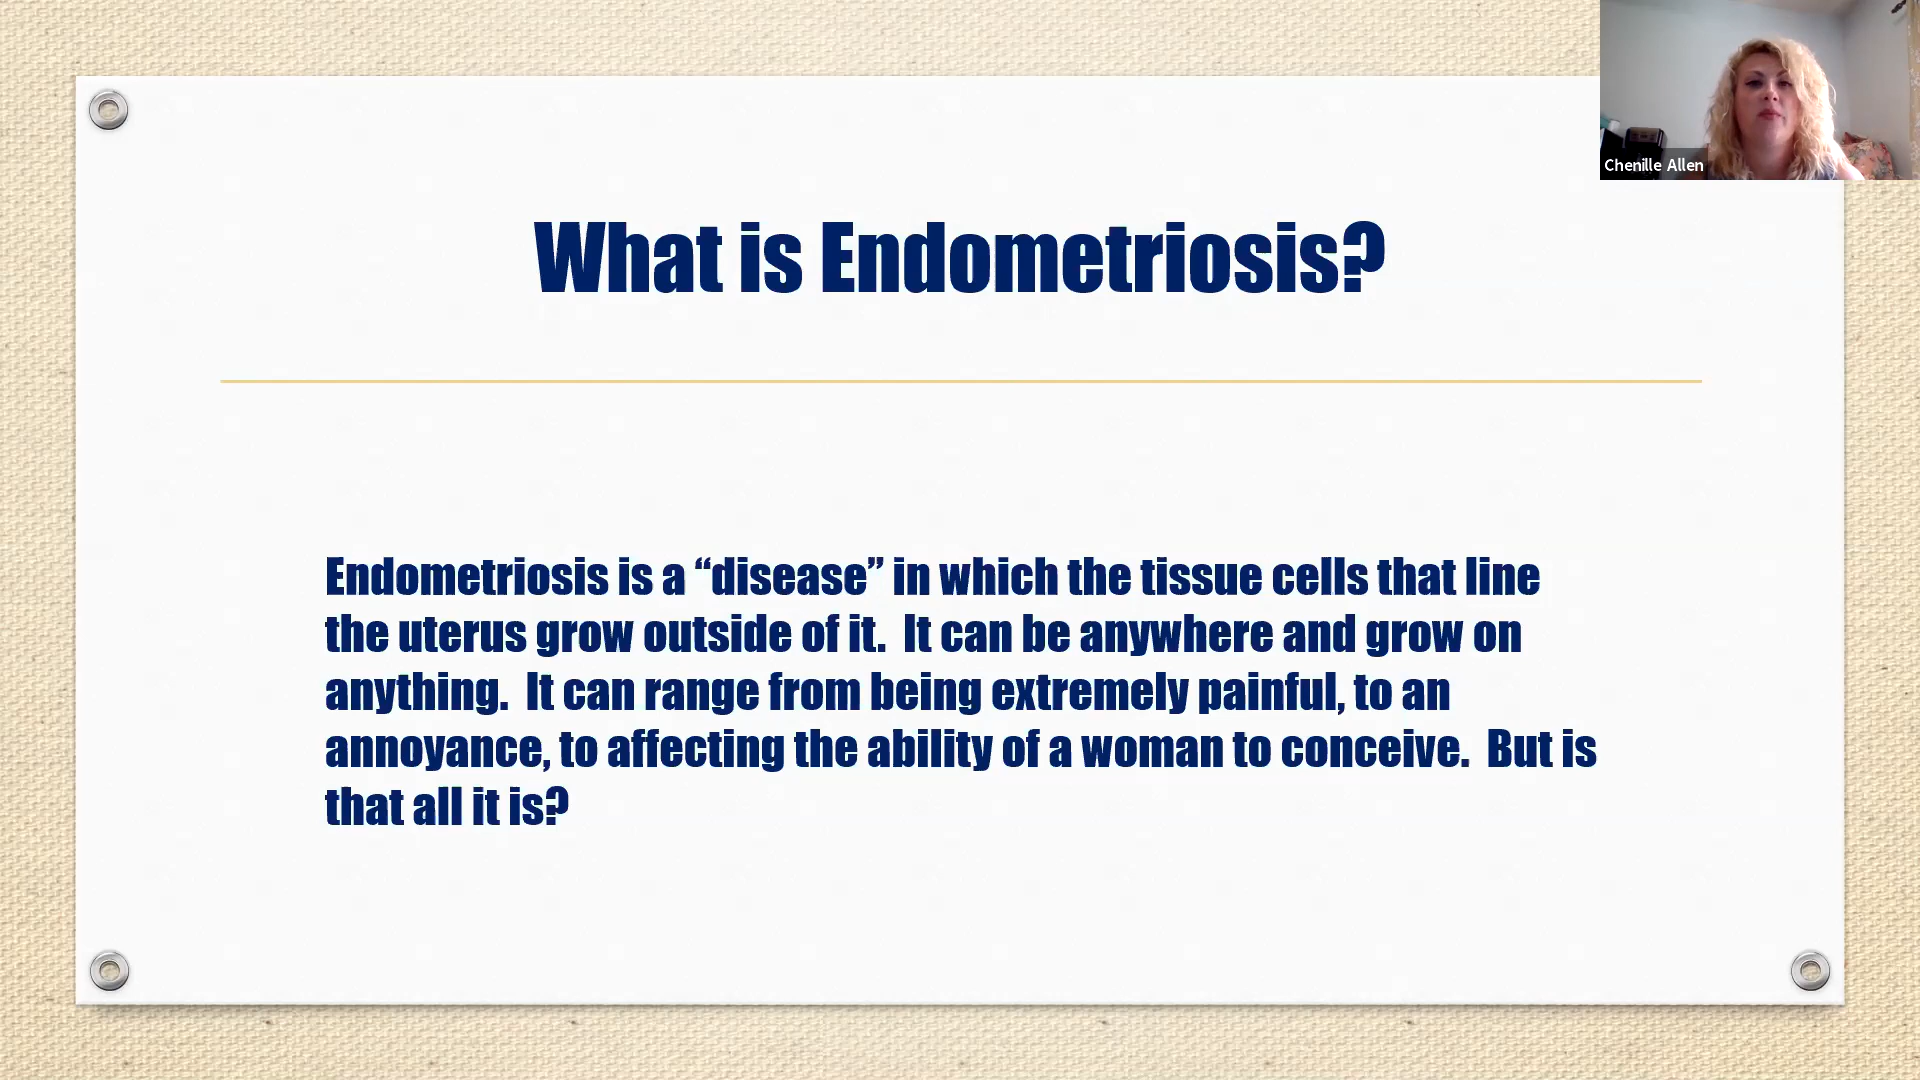 Chenille Allen
What is Endometriosis?
Endometriosis is a “disease” in which the tissue cells that line
the uterus grow outside of it.  It can be anywhere and grow on
anything.  It can range from being extremely painful, to an
annoyance, to affecting the ability of a woman to conceive.  But is
that all it is?